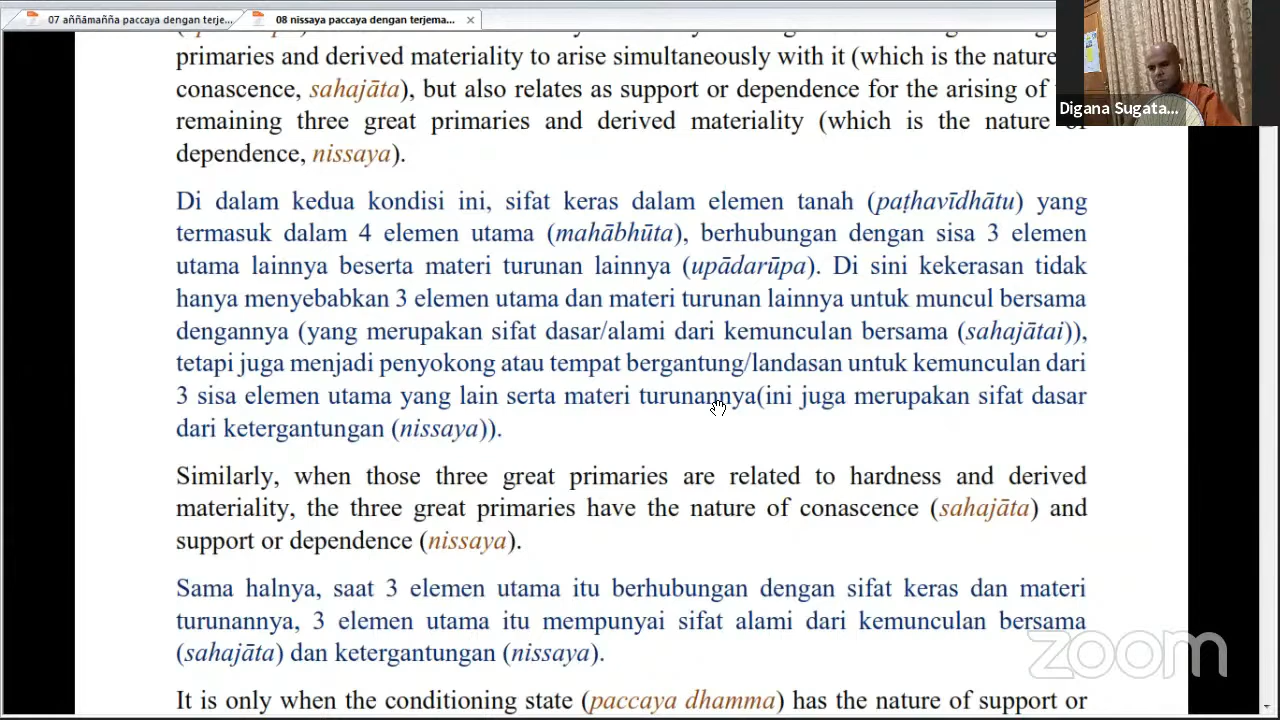 07 aññãmañña paccaya dengan terje...
08 nissaya paccaya dengan terjema...
primaries and derived materiality to arise simultaneously with it (which is the nature
conascence, sahajāta), but also relates as support or dependence for the arising of
remaining three great primaries and derived materiality (which is the nature of
dependence, nissaya).
Di dalam kedua kondisi ini, sifat keras dalam elemen tanah (paṭhavīdhātu) yang
termasuk dalam 4 elemen utama (mahābhūta), berhubungan dengan sisa 3 elemen
utama lainnya beserta materi turunan lainnya (upādarūpa). Di sini kekerasan tidak
hanya menyebabkan 3 elemen utama dan materi turunan lainnya untuk muncul bersama
dengannya (yang merupakan sifat dasar/alami dari kemunculan bersama (sahajātai)),
tetapi juga menjadi penyokong atau tempat bergantung/landasan untuk kemunculan dari
3 sisa elemen utama yang lain serta materi turunannya(ini juga merupakan sifat dasar
dari ketergantungan (nissaya)).
Similarly, when those three great primaries are related to hardness and derived
materiality, the three great primaries have the nature of conascence (sahajāta) and
support or dependence (nissaya).
Sama halnya, saat 3 elemen utama itu berhubungan dengan sifat keras dan materi
turunannya, 3 elemen utama itu mempunyai sifat alami dari kemunculan bersama
(sahajāta) dan ketergantungan (nissaya).
It is only when the conditioning state (paccaya dhamma) has the nature of support or
Digana Sugata...
zoom